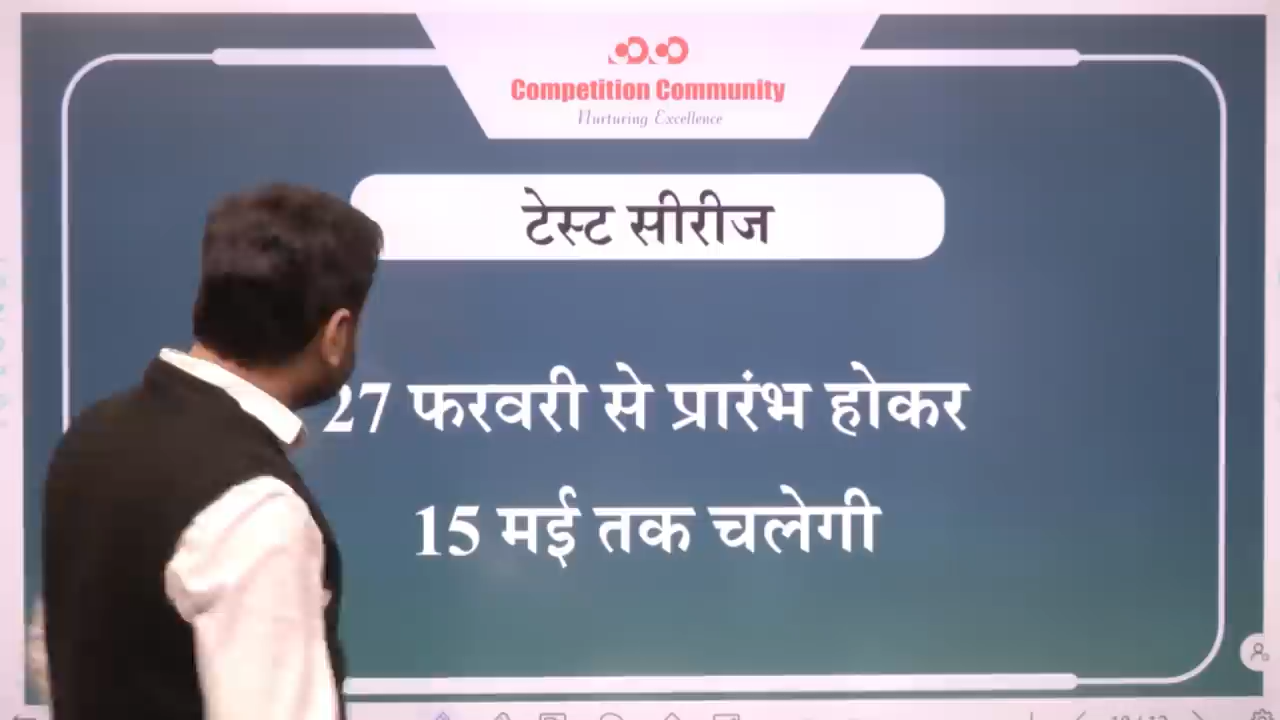 Competition Community
Nurturing Excellence
टेस्ट सीरीज
27 फरवरी से प्रारंभ होकर
15 मई तक चलेगी